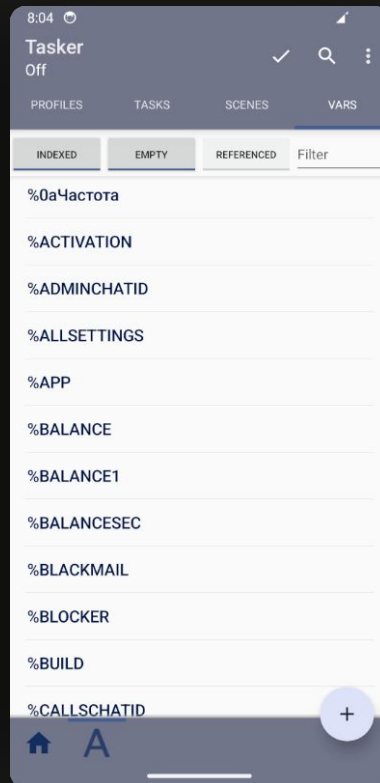 8:04
Tasker
Off
PROFILES TASKS SCENES VARS
INDEXED EMPTY REFERENCED Filter
%0aЧастота
%ACTIVATION
%ADMINCHATID
%ALLSETTINGS
%APP
%BALANCE
%BALANCE1
%BALANCESEC
%BLACKMAIL
%BLOCKER
%BUILD
%CALLSCHATID
A